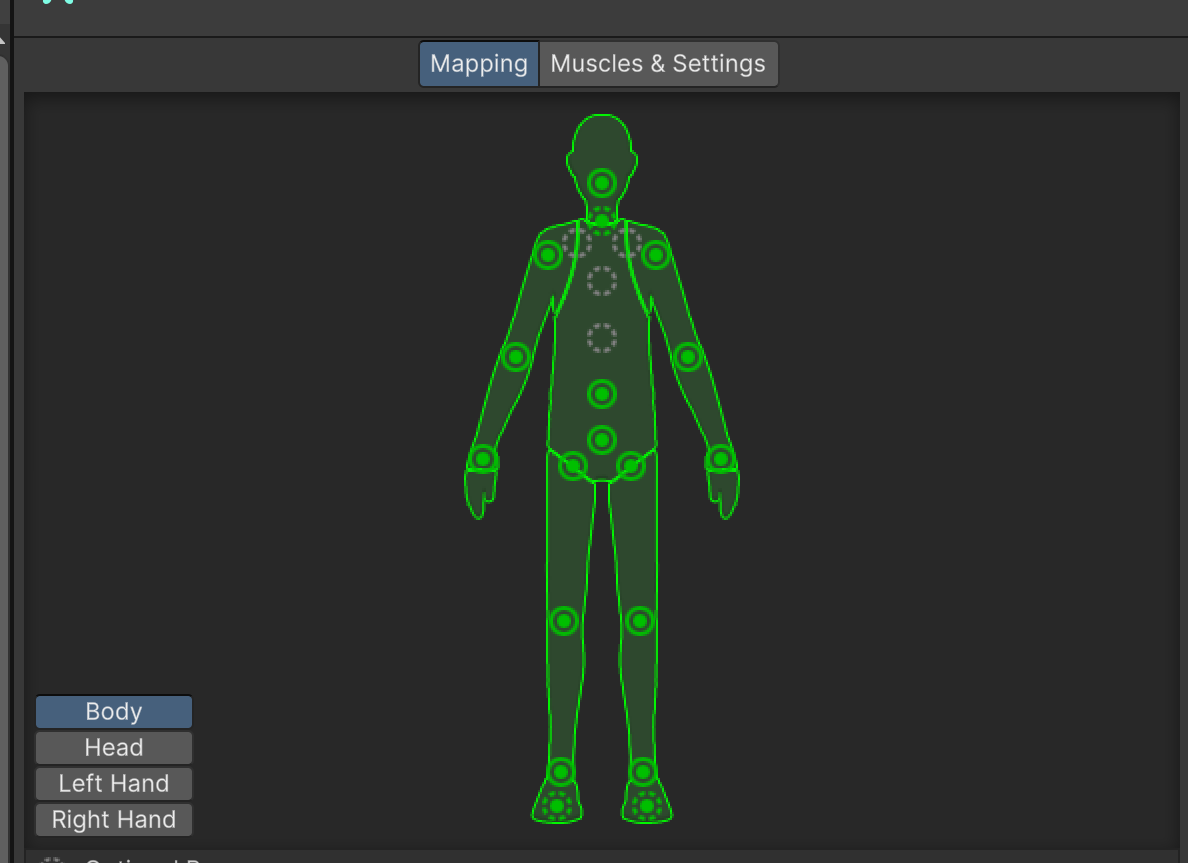 Mapping
Muscles & Settings
Body
Head
Left Hand
Right Hand